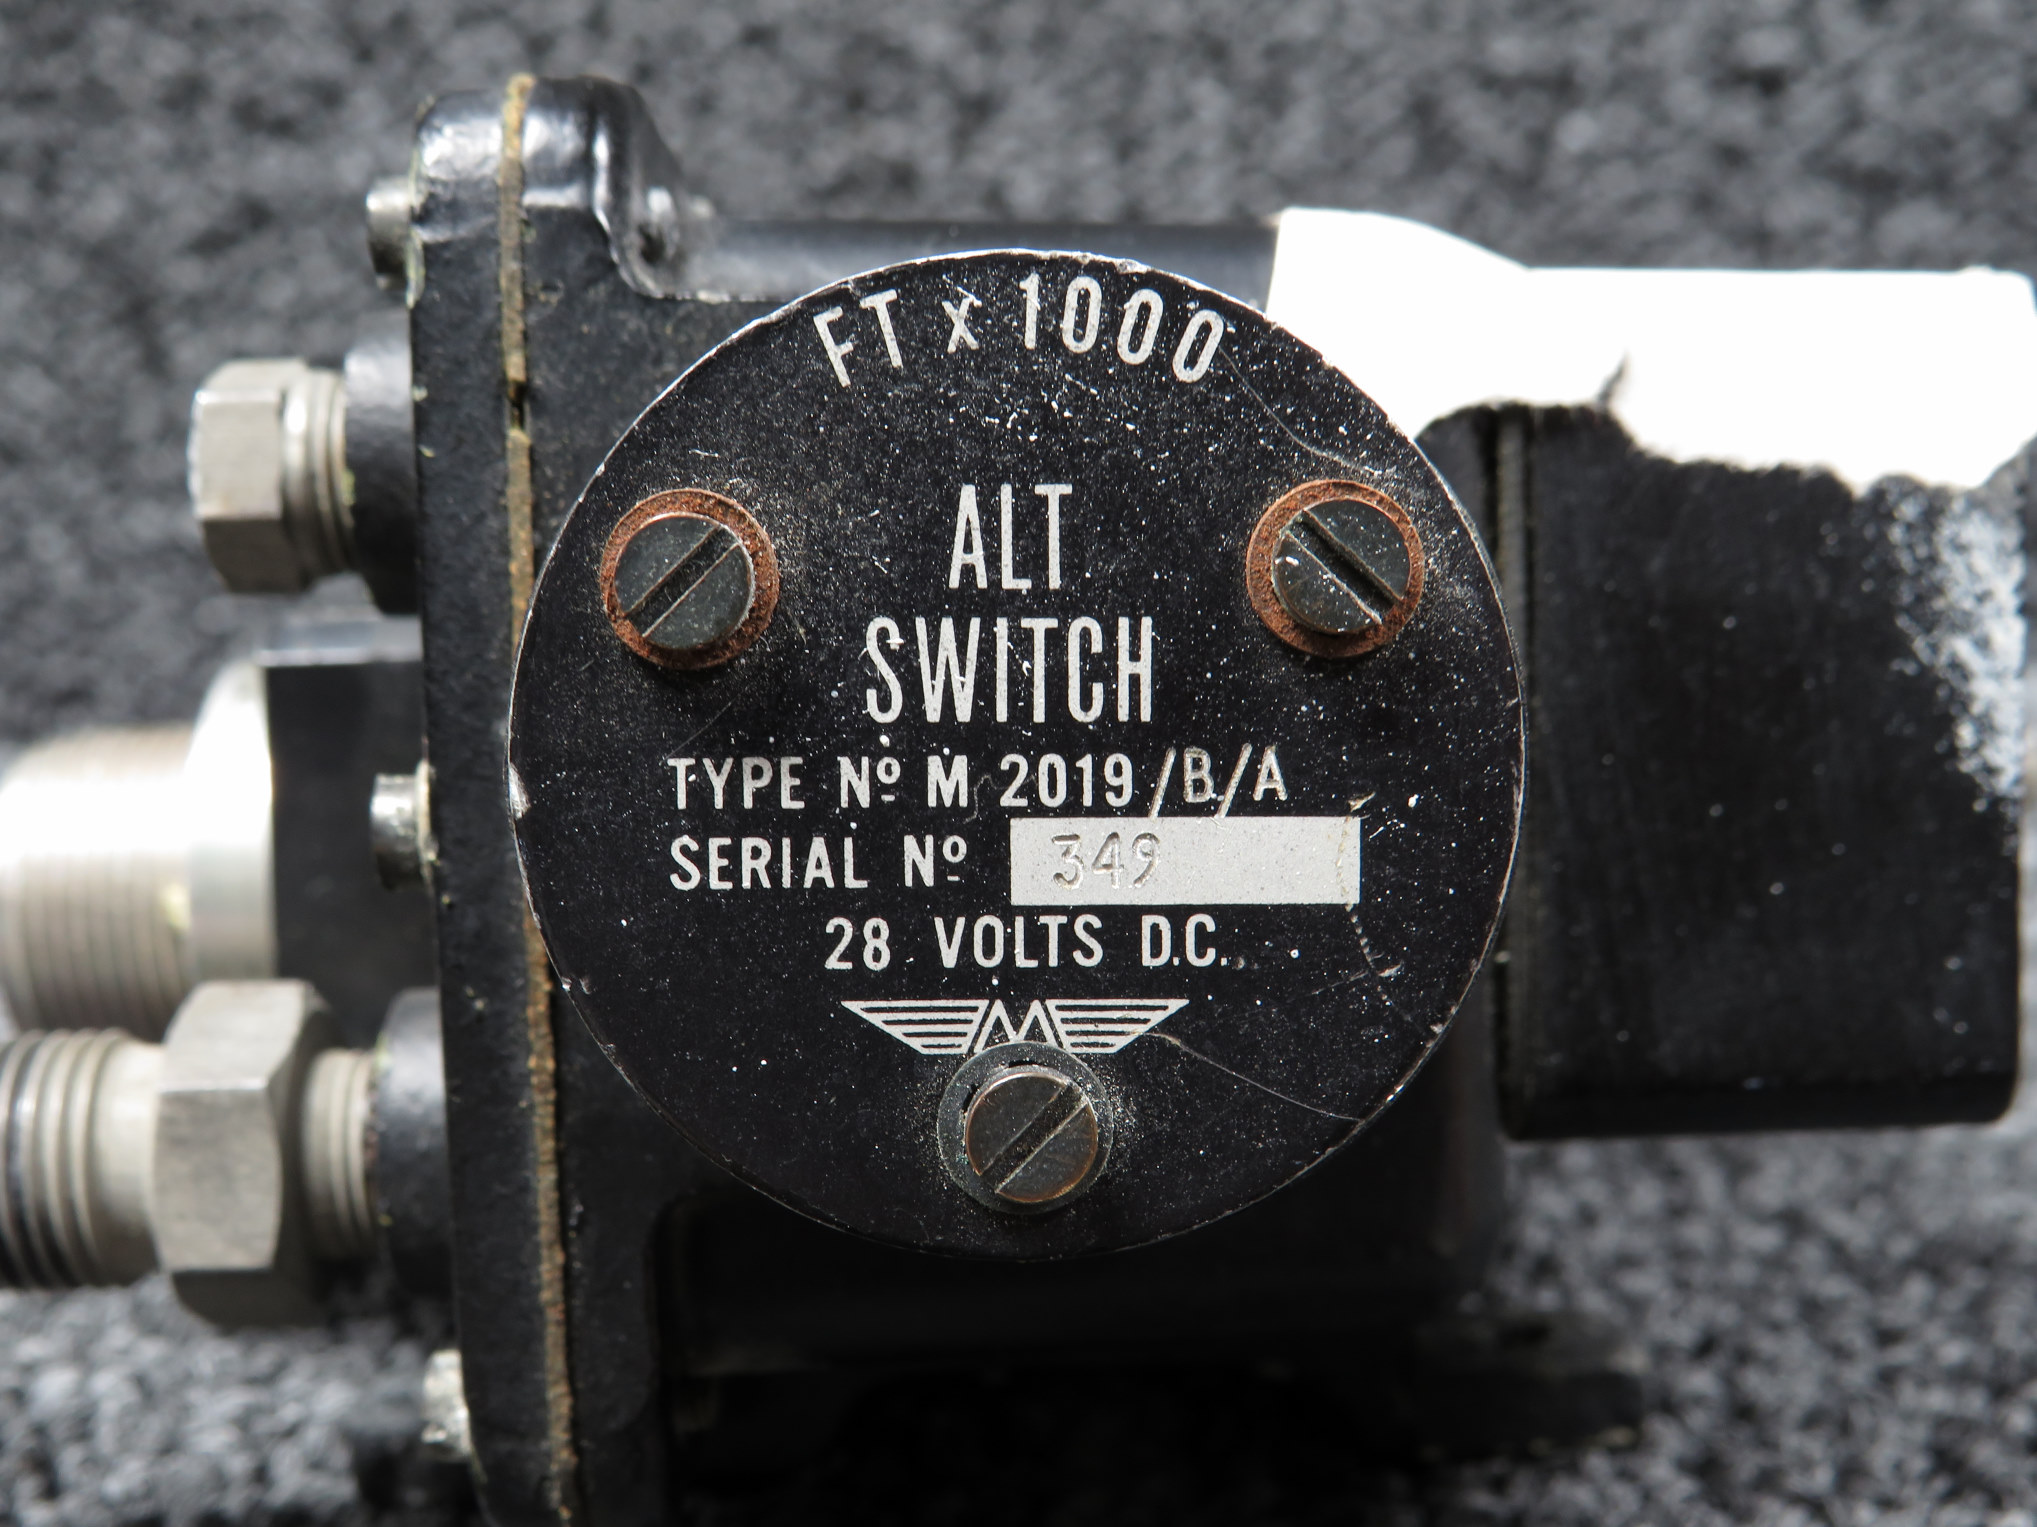 FT x 1000
ALT
SWITCH
TYPE Nº M 2019/B/A
SERIAL Nº 349
28 VOLTS D.C.
M